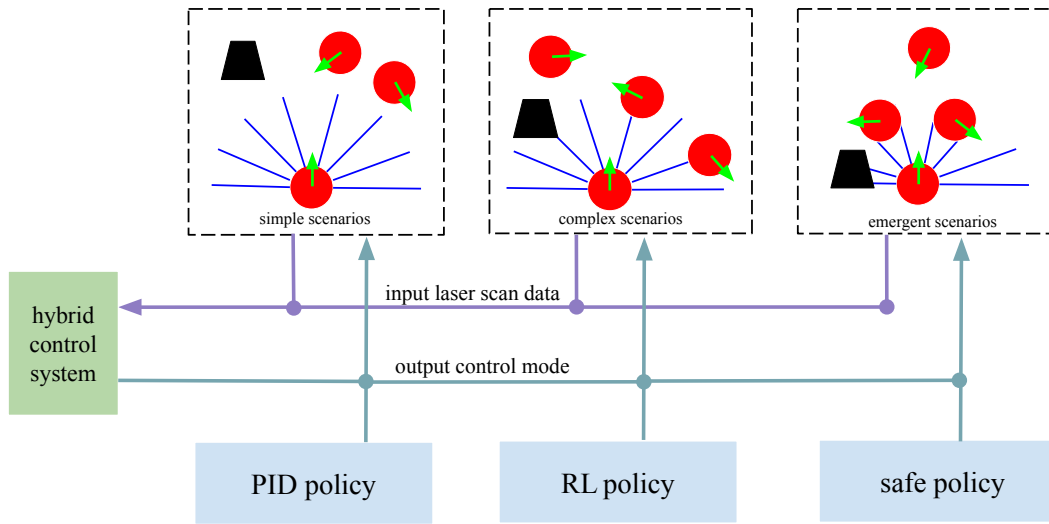 simple scenarios
complex scenarios
emergent scenarios
input laser scan data
hybrid
control
system
output control mode
PID policy
RL policy
safe policy